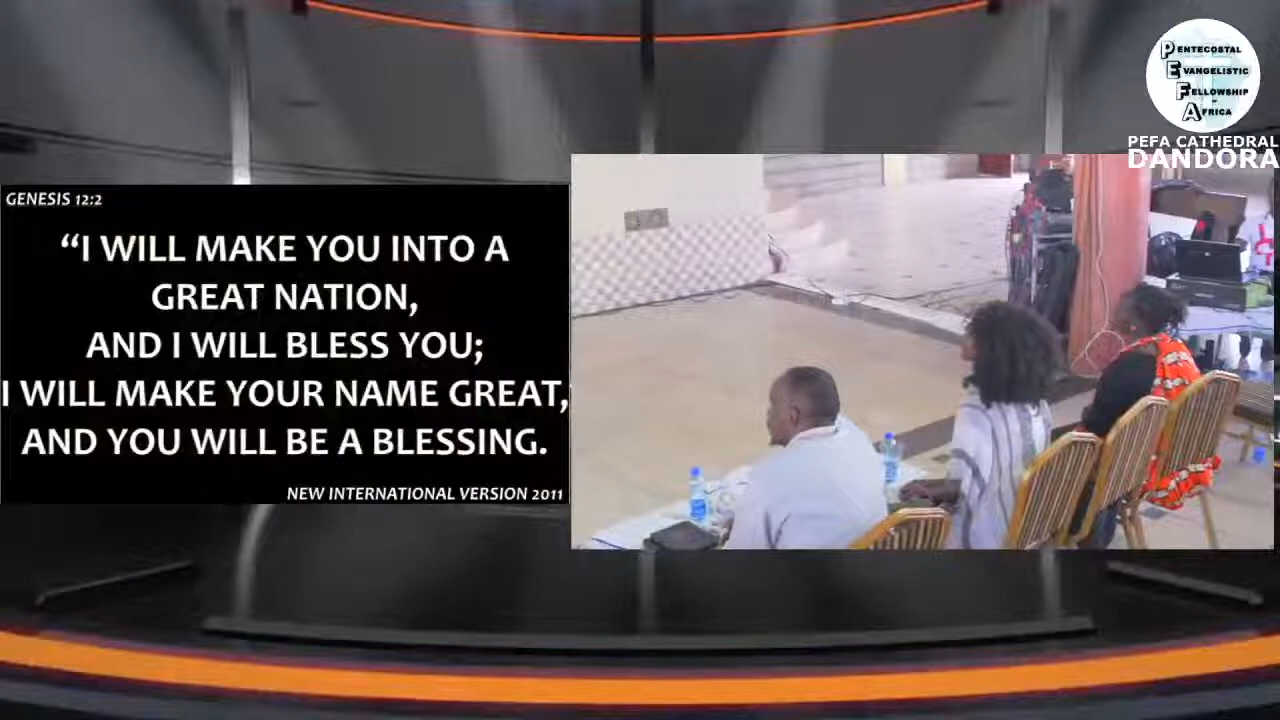 PENTECOSTAL
EVANGELISTIC
FELLOWSHIP
OF
AFRICA
PEFA CATHEDRAL
DANDORA
GENESIS 12:2
“I WILL MAKE YOU INTO A
GREAT NATION,
AND I WILL BLESS YOU;
I WILL MAKE YOUR NAME GREAT,
AND YOU WILL BE A BLESSING.
NEW INTERNATIONAL VERSION 2011